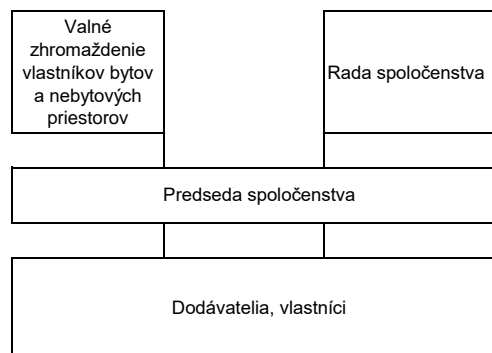 Valné
zhromaždenie
vlastníkov bytov
a nebytových
priestorov
Rada spoločenstva
Predseda spoločenstva
Dodávatelia, vlastníci